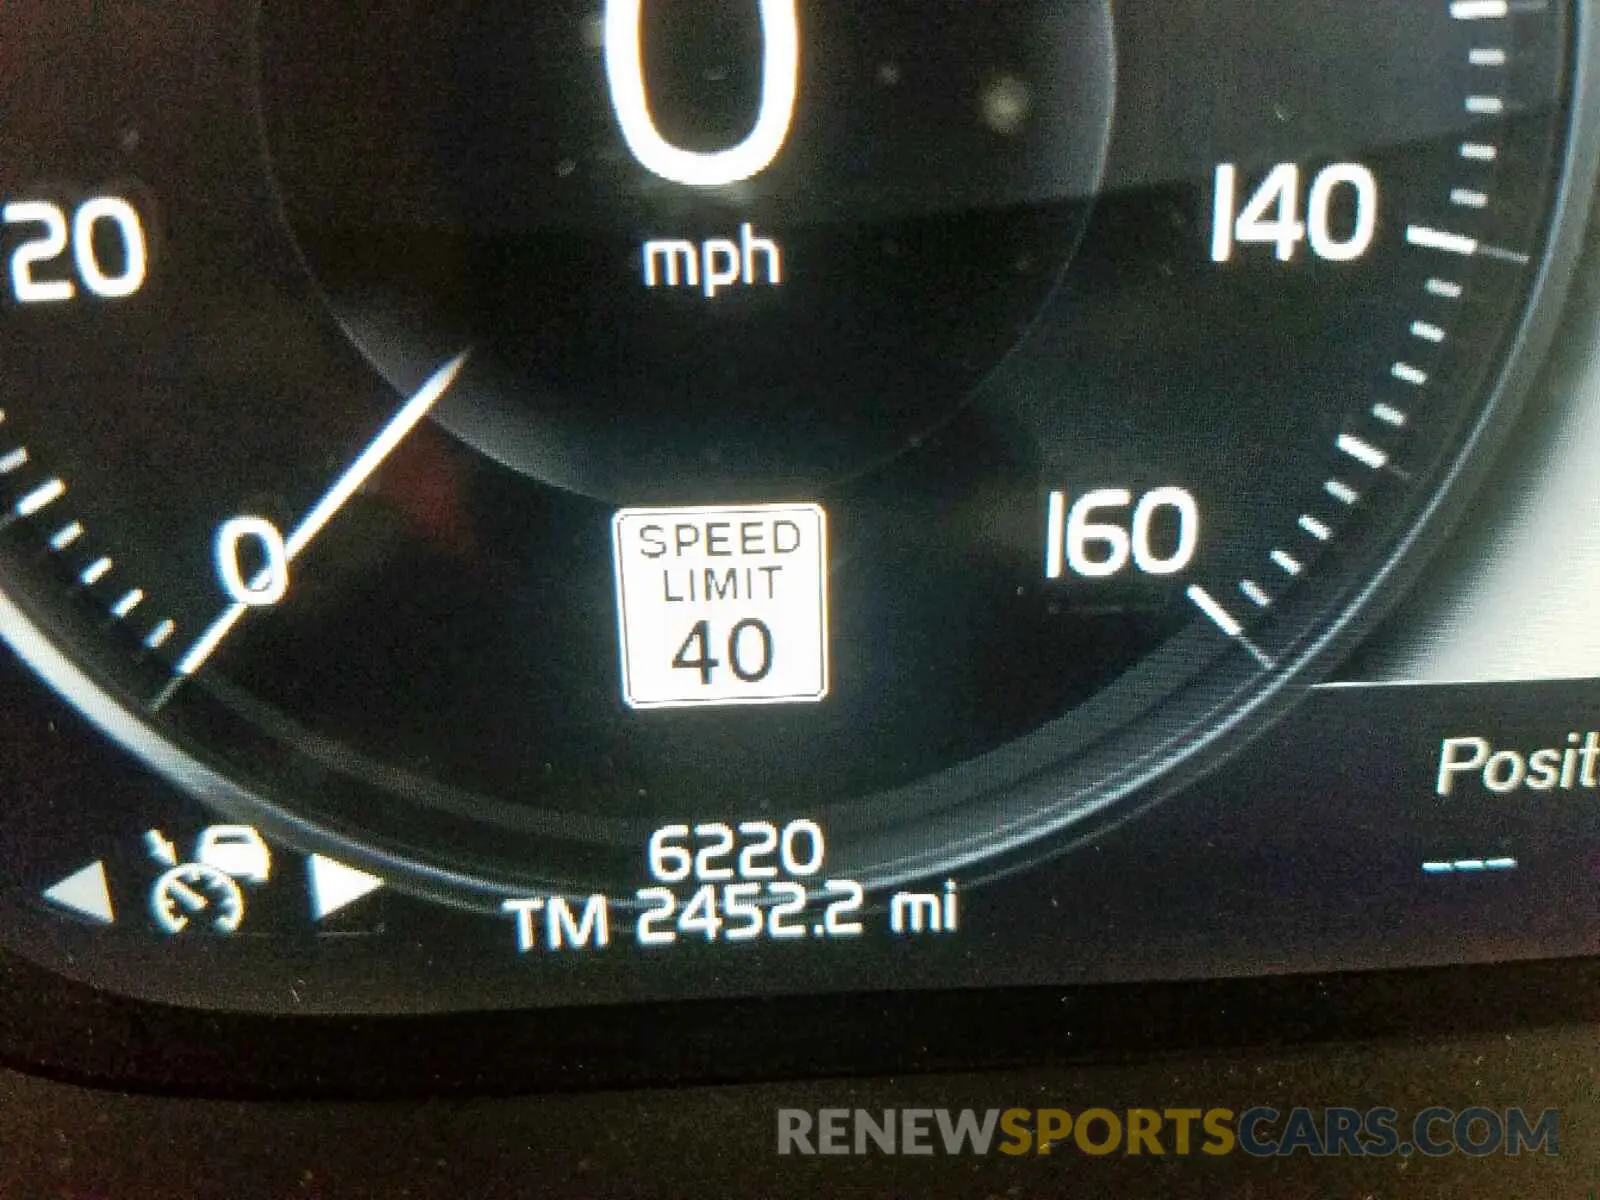 0
mph
20
140
0
160
SPEED
LIMIT
40
6220
TM 2452.2 mi
Posit
---
RENEWSPORTSCARS.COM